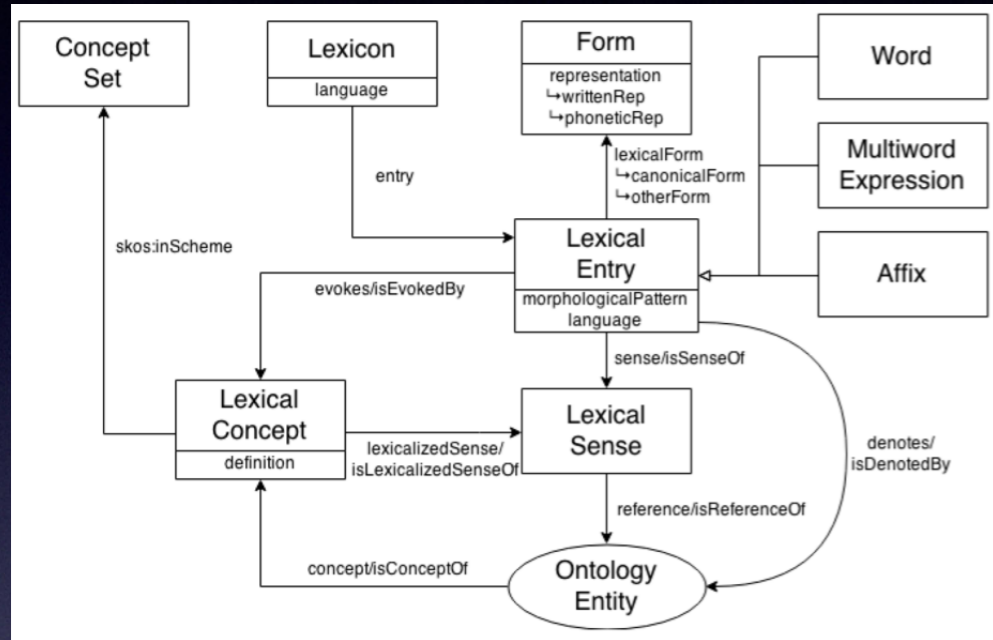 Concept
Set
Lexicon
language
Form
representation
↳writtenRep
↳phoneticRep
Word
Multiword
Expression
Affix
entry
lexicalForm
↳canonicalForm
↳otherForm
skos:inScheme
Lexical
Entry
morphologicalPattern
language
evokes/isEvokedBy
sense/isSenseOf
Lexical
Concept
definition
lexicalizedSense/
isLexicalizedSenseOf
Lexical
Sense
denotes/
isDenotedBy
reference/isReferenceOf
concept/isConceptOf
Ontology
Entity